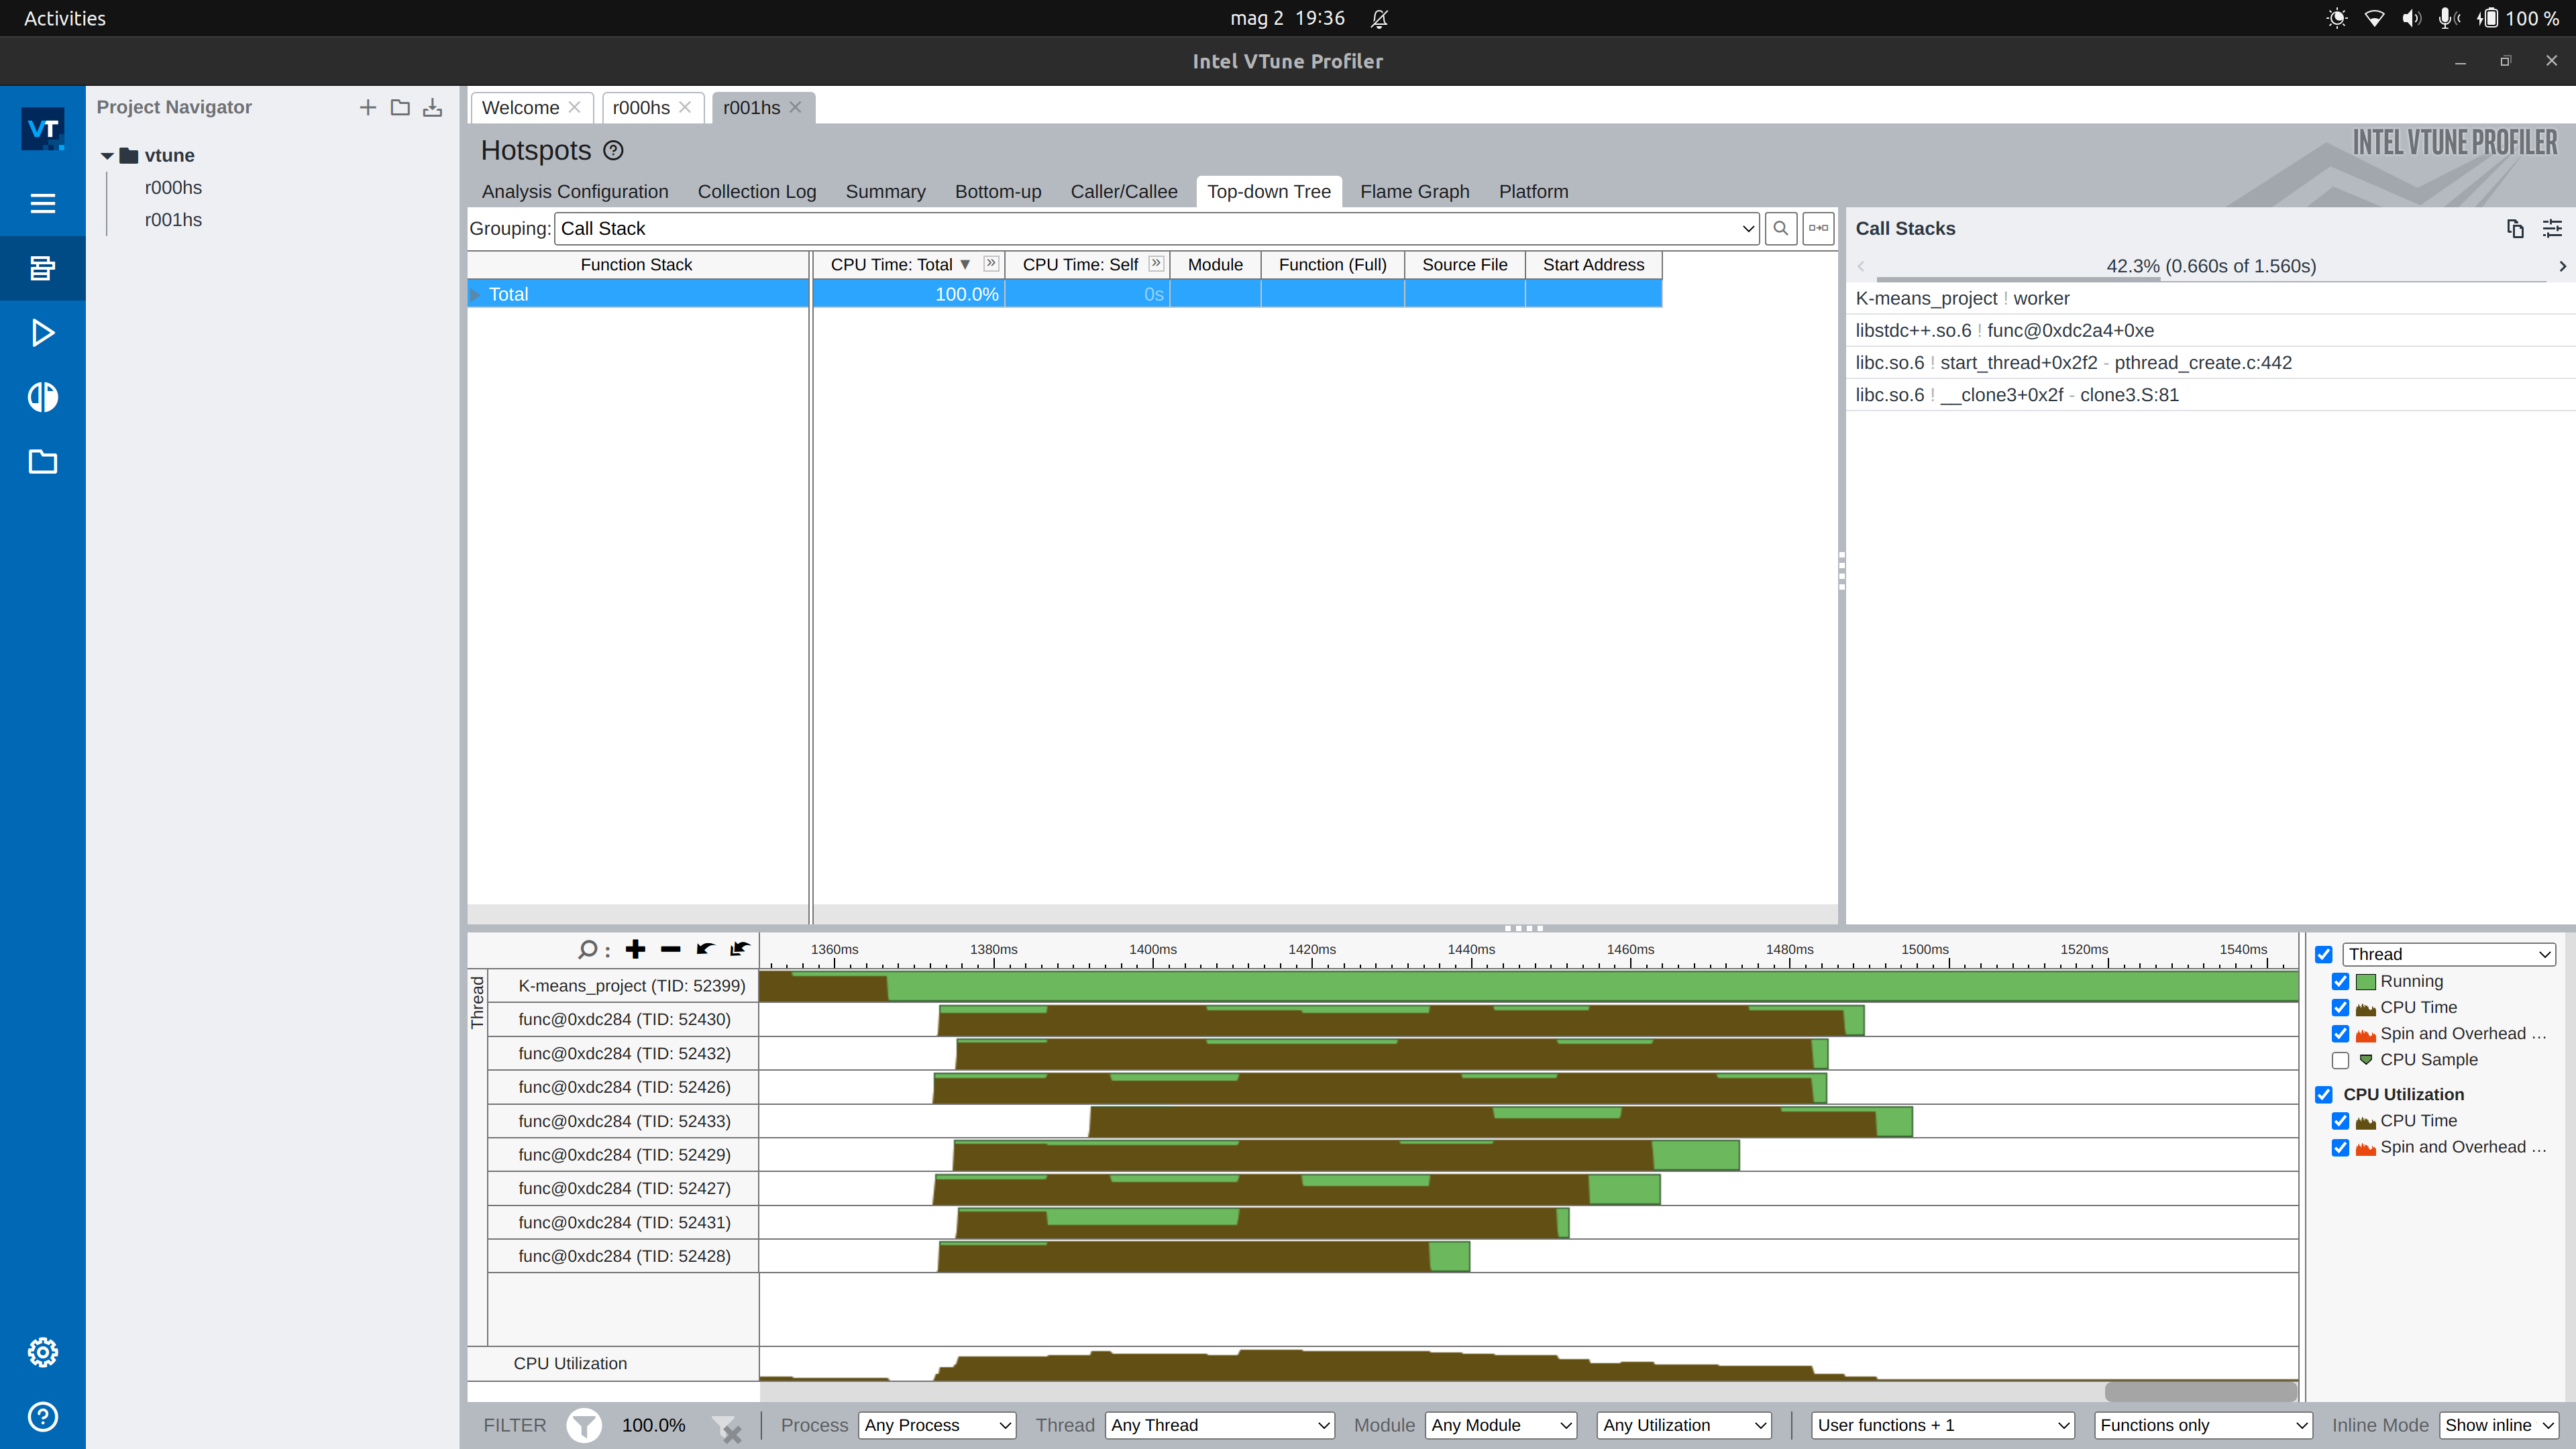 Activities
mag 2 19:36
100 %
Intel VTune Profiler
VT
Project Navigator
vtune
r000hs
r001hs
Welcome
r000hs
r001hs
Hotspots
INTEL VTUNE PROFILER
Analysis Configuration
Collection Log
Summary
Bottom-up
Caller/Callee
Top-down Tree
Flame Graph
Platform
Grouping: Call Stack
Function Stack
CPU Time: Total
CPU Time: Self
Module
Function (Full)
Source File
Start Address
Total
100.0%
0s
Call Stacks
42.3% (0.660s of 1.560s)
K-means_project ! worker
libstdc++.so.6 ! func@0xdc2a4+0xe
libc.so.6 ! start_thread+0x2f2 - pthread_create.c:442
libc.so.6 ! __clone3+0x2f - clone3.S:81
1360ms
1380ms
1400ms
1420ms
1440ms
1460ms
1480ms
1500ms
1520ms
1540ms
Thread
K-means_project (TID: 52399)
func@0xdc284 (TID: 52430)
func@0xdc284 (TID: 52432)
func@0xdc284 (TID: 52426)
func@0xdc284 (TID: 52433)
func@0xdc284 (TID: 52429)
func@0xdc284 (TID: 52427)
func@0xdc284 (TID: 52431)
func@0xdc284 (TID: 52428)
CPU Utilization
Thread
Running
CPU Time
Spin and Overhead ...
CPU Sample
CPU Utilization
CPU Time
Spin and Overhead ...
FILTER
100.0%
Process
Any Process
Thread
Any Thread
Module
Any Module
Any Utilization
User functions + 1
Functions only
Inline Mode
Show inline